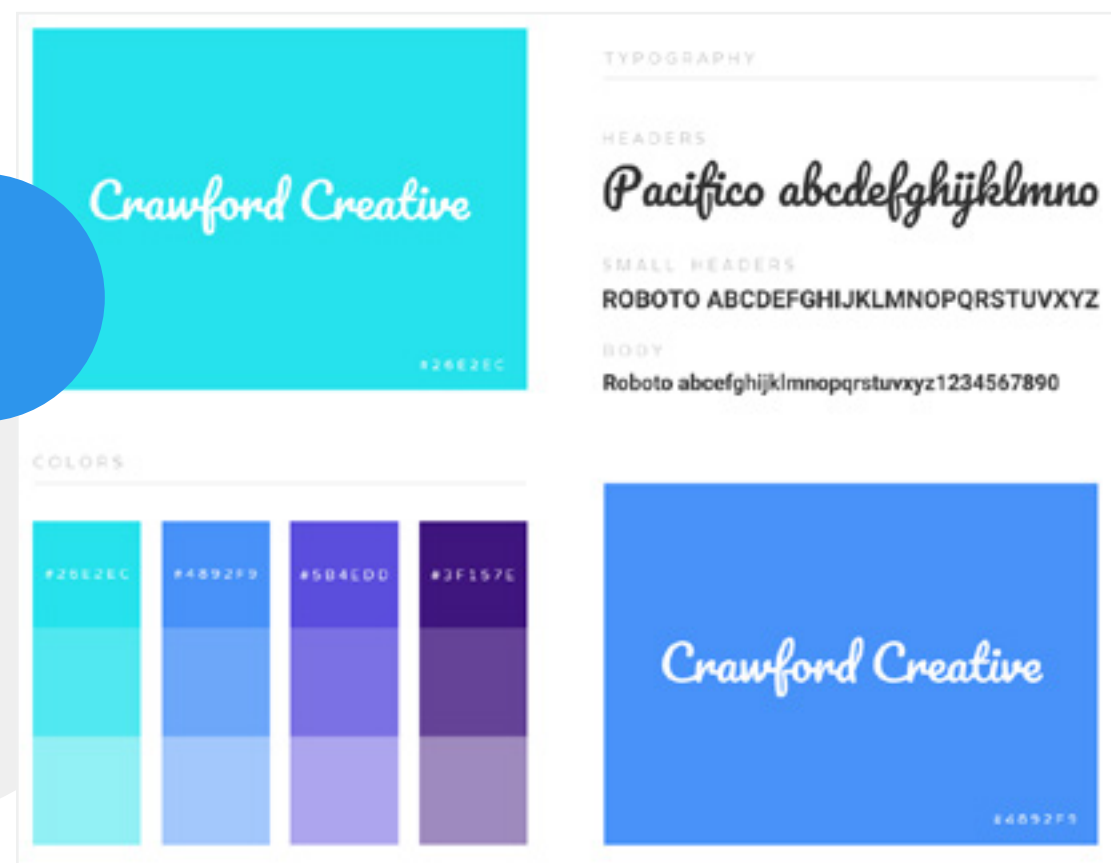 Crawford Creative
#26E2EC
TYPOGRAPHY
HEADERS
Pacifico abcdefghijklmno
SMALL HEADERS
ROBOTO ABCDEFGHIJKLMNOPQRSTUVXYZ
BODY
Roboto abcefghijklmnopqrstuvxyz1234567890
COLORS
#26E2EC
#4892F9
#5B4EDD
#3F157E
Crawford Creative
#4892F9